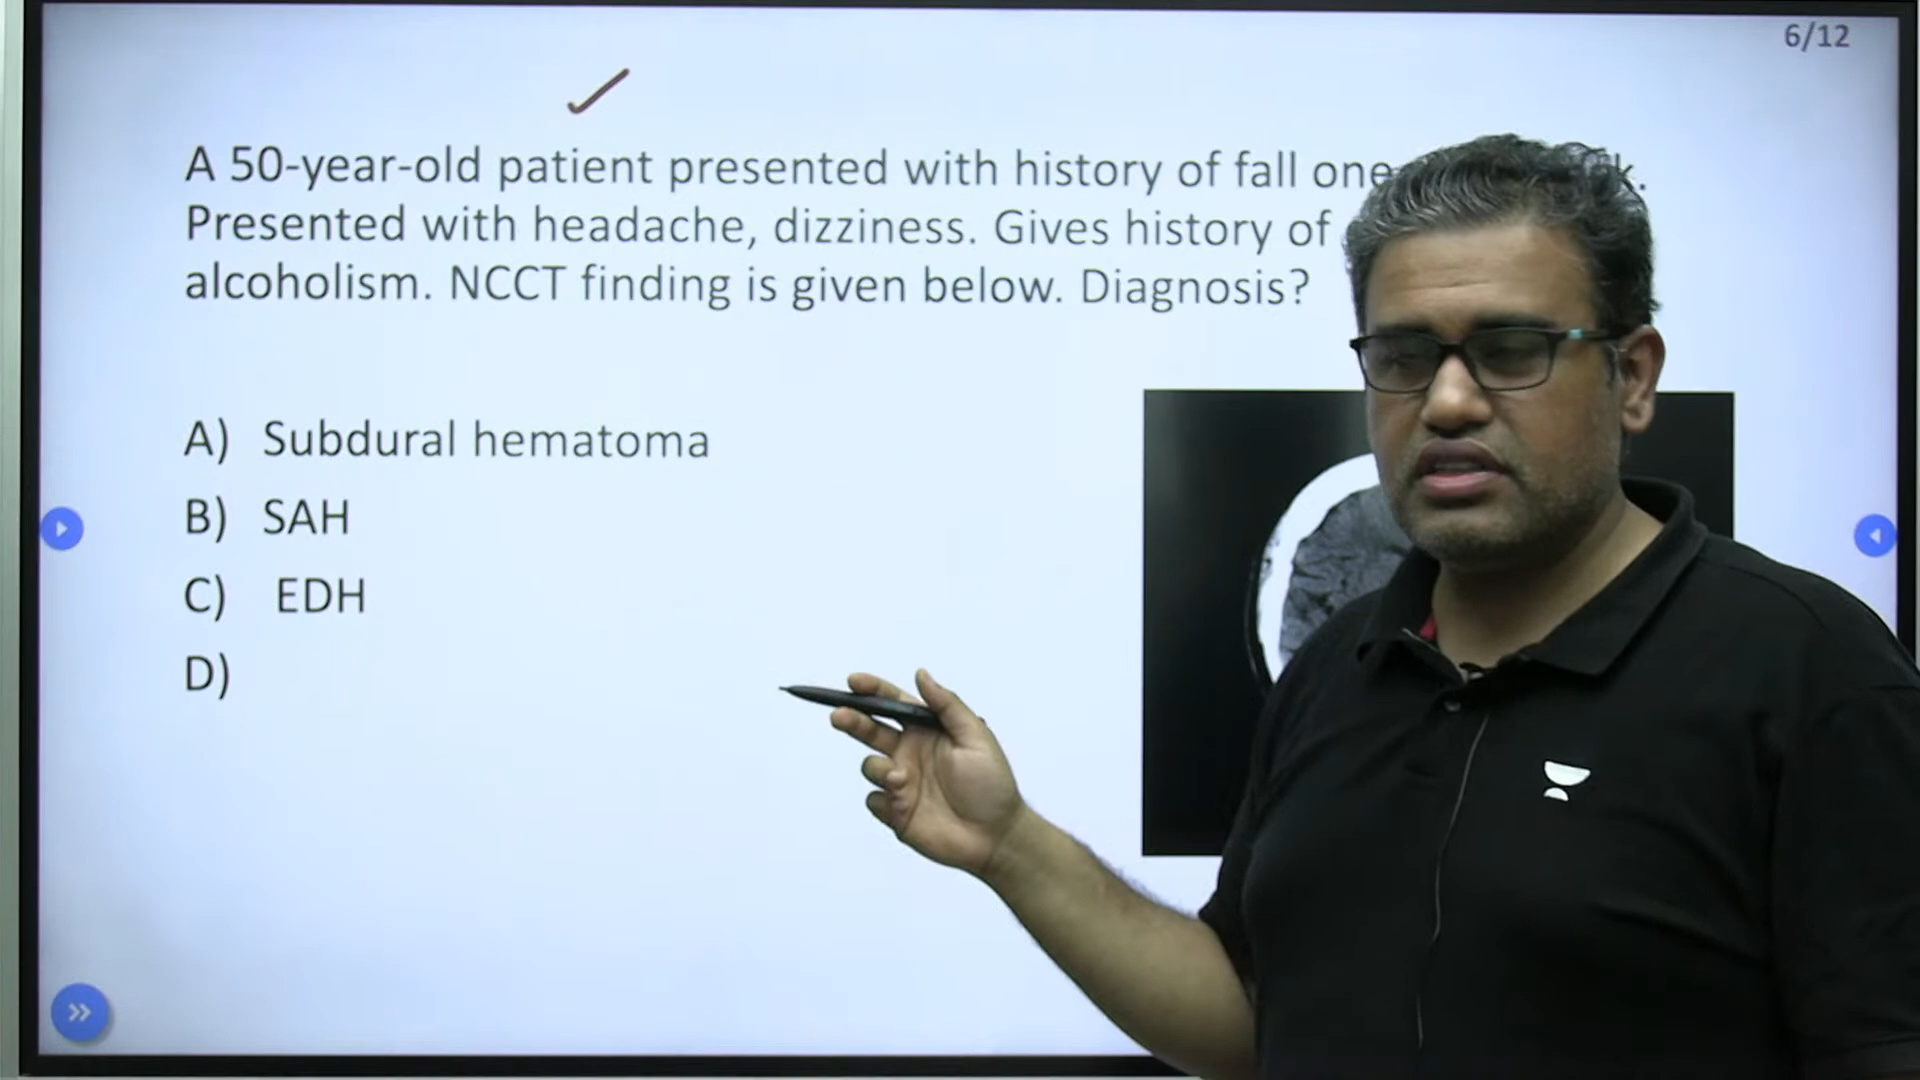 6/12
A 50-year-old patient presented with history of fall one
Presented with headache, dizziness. Gives history of
alcoholism. NCCT finding is given below. Diagnosis?
A) Subdural hematoma
B) SAH
C) EDH
D)